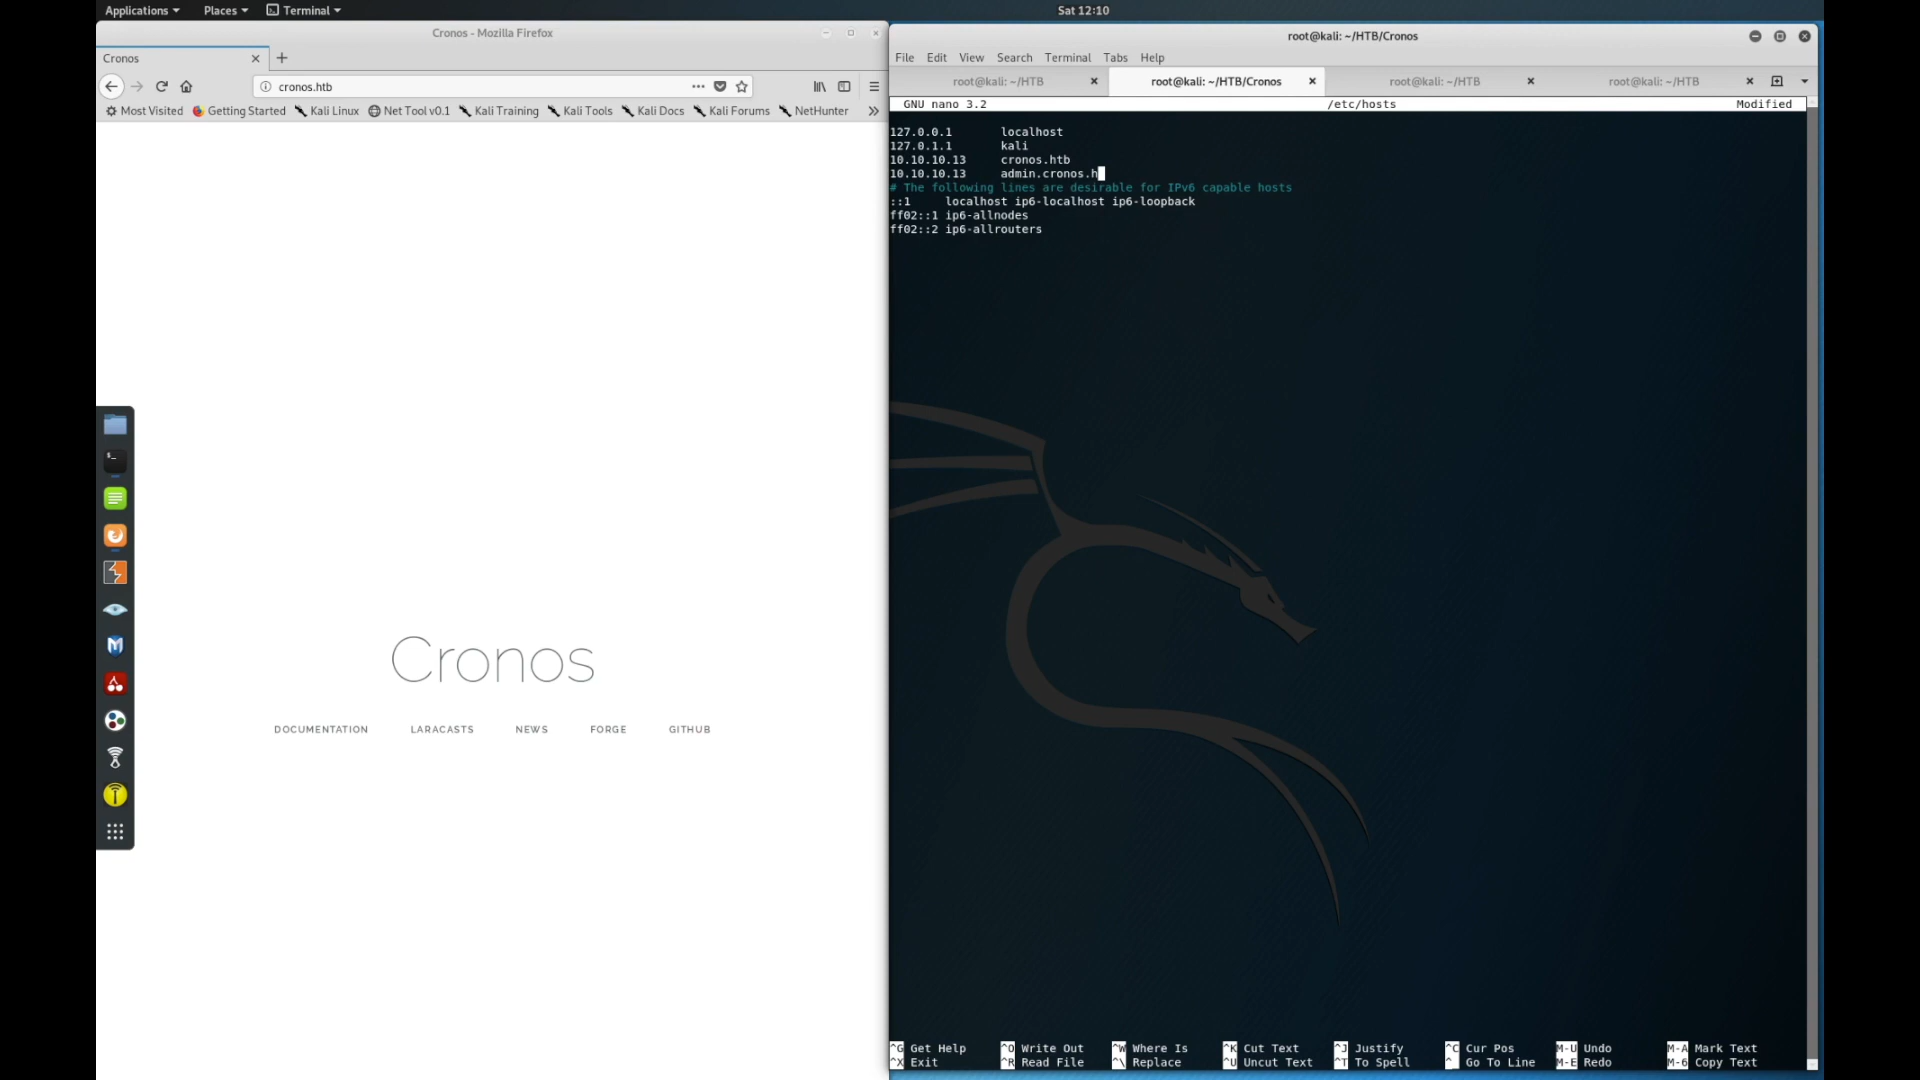 Applications Places Terminal Sat 12:10
Cronos - Mozilla Firefox
Cronos
cronos.htb
Most Visited Getting Started Kali Linux Net Tool v0.1 Kali Training Kali Tools Kali Docs Kali Forums NetHunter
Cronos
DOCUMENTATION LARACASTS NEWS FORGE GITHUB
root@kali: ~/HTB/Cronos
File Edit View Search Terminal Tabs Help
root@kali: ~/HTB root@kali: ~/HTB/Cronos root@kali: ~/HTB root@kali: ~/HTB
GNU nano 3.2 /etc/hosts Modified
127.0.0.1 localhost
127.0.1.1 kali
10.10.10.13 cronos.htb
10.10.10.13 admin.cronos.h
# The following lines are desirable for IPv6 capable hosts
::1 localhost ip6-localhost ip6-loopback
ff02::1 ip6-allnodes
ff02::2 ip6-allrouters
^G Get Help ^O Write Out ^W Where Is ^K Cut Text ^J Justify ^C Cur Pos M-U Undo M-A Mark Text
^X Exit ^R Read File ^\ Replace ^U Uncut Text ^T To Spell ^_ Go To Line M-E Redo M-6 Copy Text